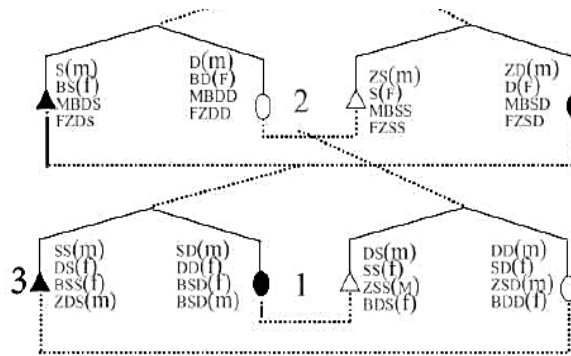 S(m)
BS(f)
MBDS
FZDS
D(m)
BD(F)
MBDD
FZDD
2
ZS(m)
S(F)
MBSS
FZSS
ZD(m)
D(F)
MBSD
FZSD
3
SS(m)
DS(f)
BSS(f)
ZDS(m)
SD(m)
DD(f)
BSD(f)
BSD(m)
1
DS(m)
SS(f)
ZSS(M)
BDS(f)
DD(m)
SD(f)
ZSD(m)
BDD(f)